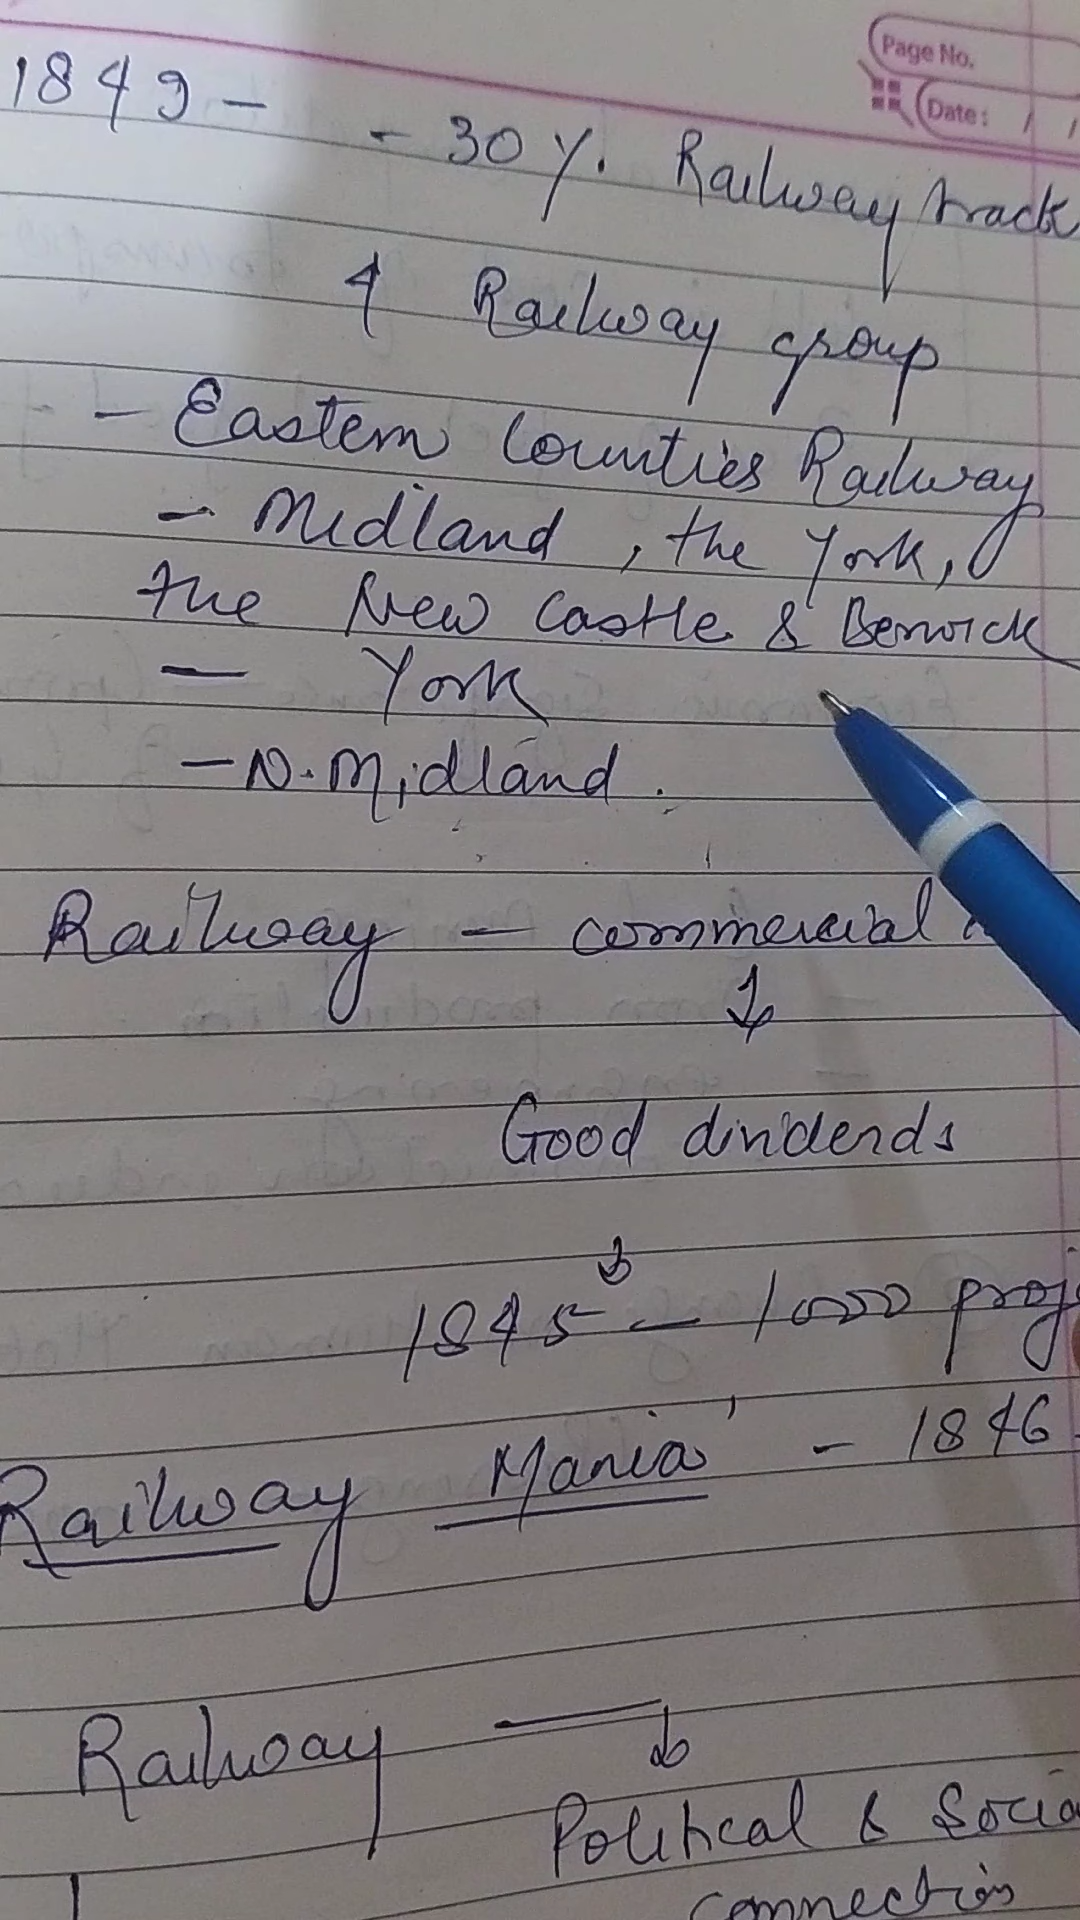 Page No.
Date: / /
1849 -
- 30 %. Railway track
4 Railway group
- Eastern Counties Railway
- Midland, the York,
the New Castle & Berwick
- York
- N. Midland.
Railway - commercial
Good dividends
1845 - 1000 proj
Railway Mania - 1846
Railway
Political & Socia
connection